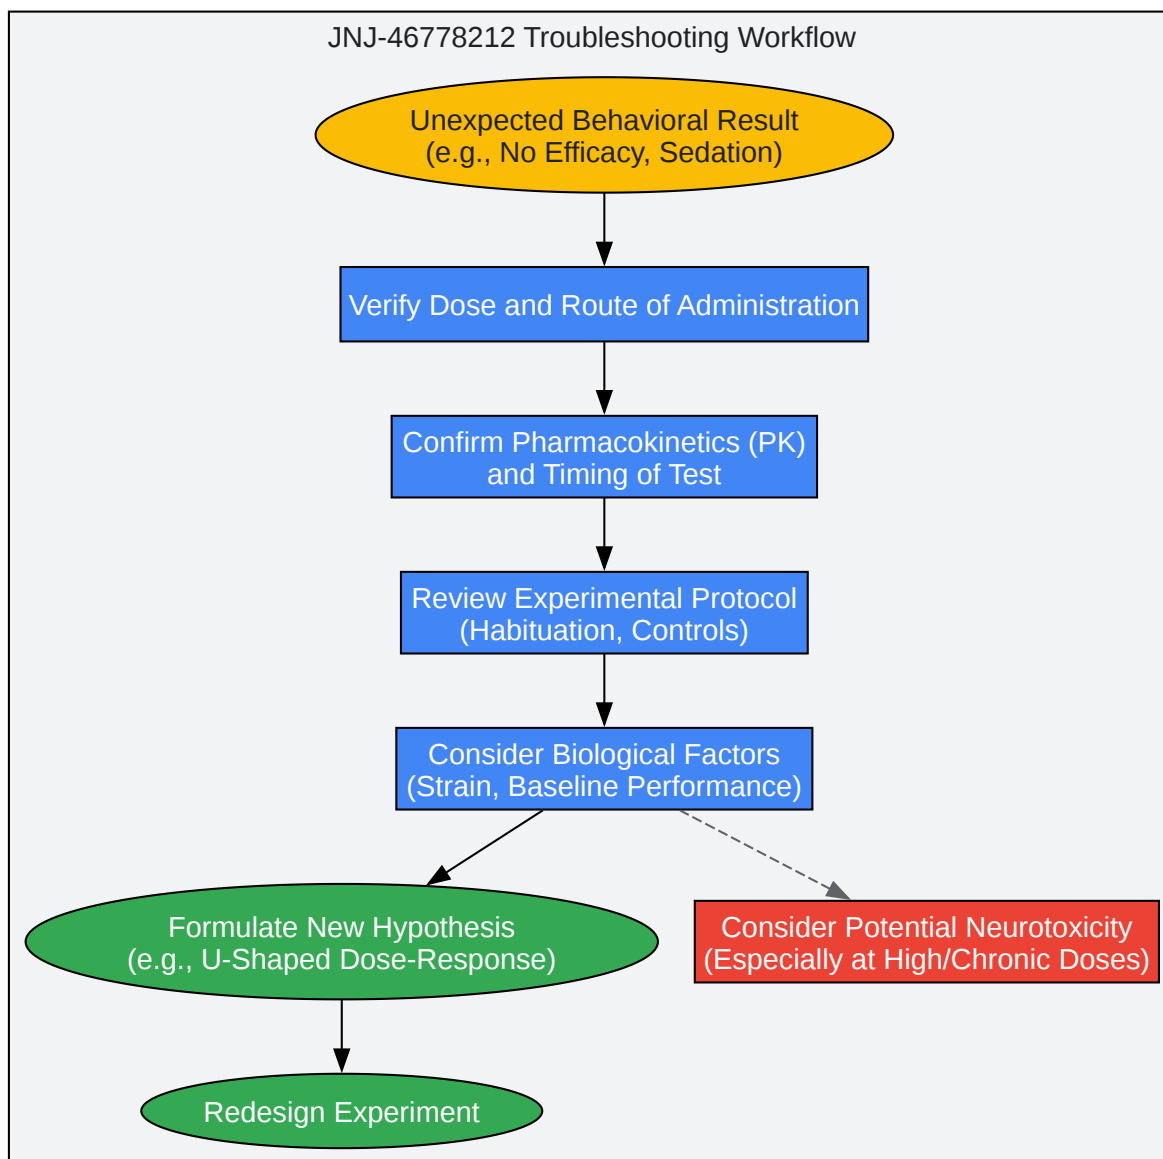 JNJ-46778212 Troubleshooting Workflow
Unexpected Behavioral Result
(e.g., No Efficacy, Sedation)
Verify Dose and Route of Administration
Confirm Pharmacokinetics (PK)
and Timing of Test
Review Experimental Protocol
(Habituation, Controls)
Consider Biological Factors
(Strain, Baseline Performance)
Formulate New Hypothesis
(e.g., U-Shaped Dose-Response)
Consider Potential Neurotoxicity
(Especially at High/Chronic Doses)
Redesign Experiment